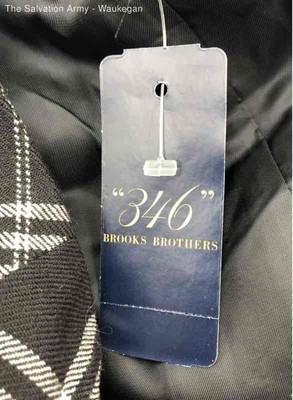 The Salvation Army - Waukegan
"346"
BROOKS BROTHERS